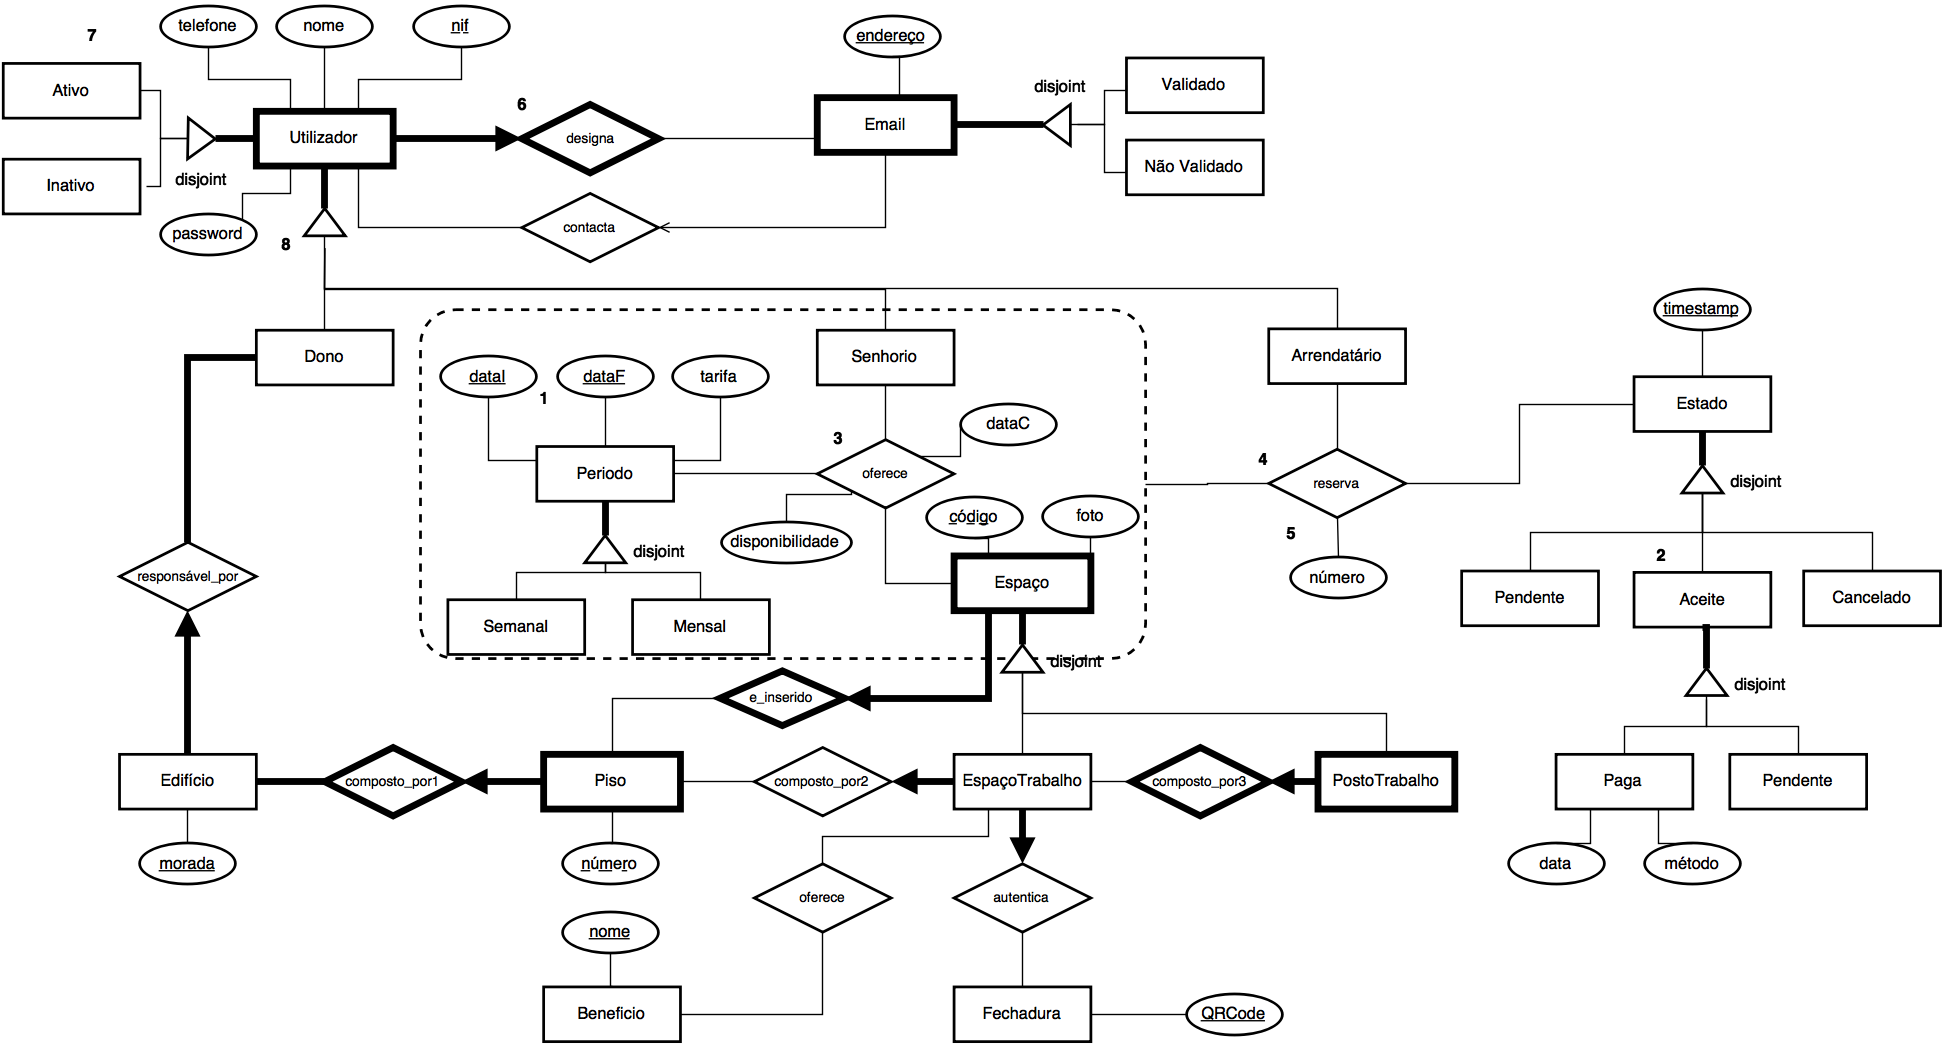 telefone
nome
nif
endereço
7
Ativo
Utilizador
6
designa
Email
disjoint
Validado
Inativo
disjoint
Não Validado
password
8
contacta
timestamp
Dono
Senhorio
Arrendatário
dataI
dataF
tarifa
1
Estado
dataC
3
Periodo
oferece
4
reserva
disjoint
disponibilidade
código
foto
5
número
disjoint
2
responsável_por
Espaço
Pendente
Aceite
Cancelado
Semanal
Mensal
disjoint
e_inserido
disjoint
Edifício
composto_por1
Piso
composto_por2
EspaçoTrabalho
composto_por3
PostoTrabalho
Paga
Pendente
morada
número
data
método
oferece
autentica
nome
Beneficio
Fechadura
QRCode